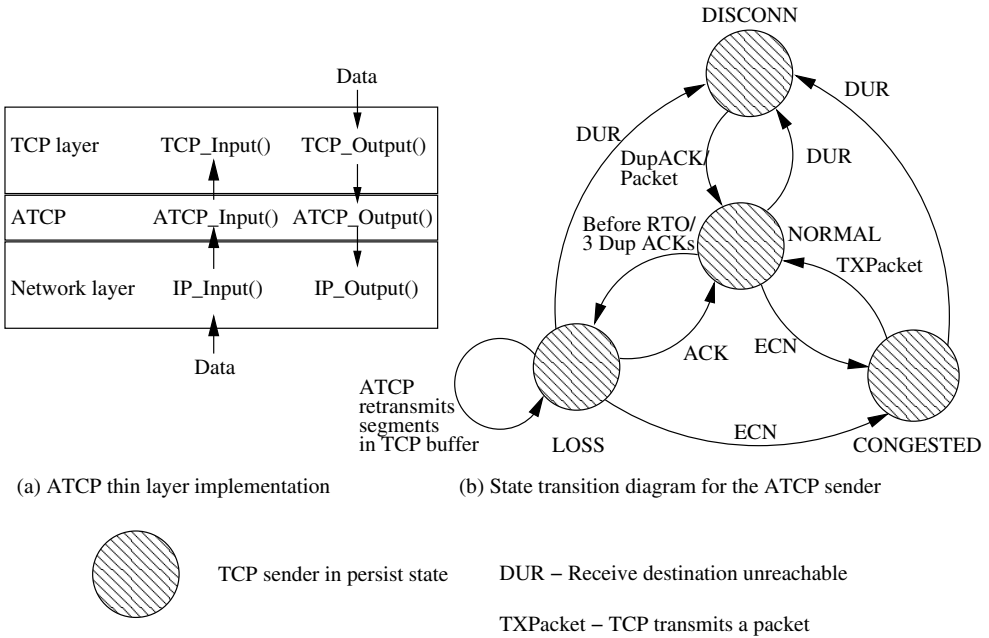 Data
TCP layer
TCP_Input()
TCP_Output()
ATCP
ATCP_Input()
ATCP_Output()
Network layer
IP_Input()
IP_Output()
Data
(a) ATCP thin layer implementation
DISCONN
DUR
DUR
DupACK/
Packet
DUR
Before RTO/
3 Dup ACKs
NORMAL
TXPacket
ACK
ECN
ATCP
retransmits
segments
in TCP buffer
LOSS
ECN
CONGESTED
(b) State transition diagram for the ATCP sender
TCP sender in persist state
DUR − Receive destination unreachable
TXPacket − TCP transmits a packet